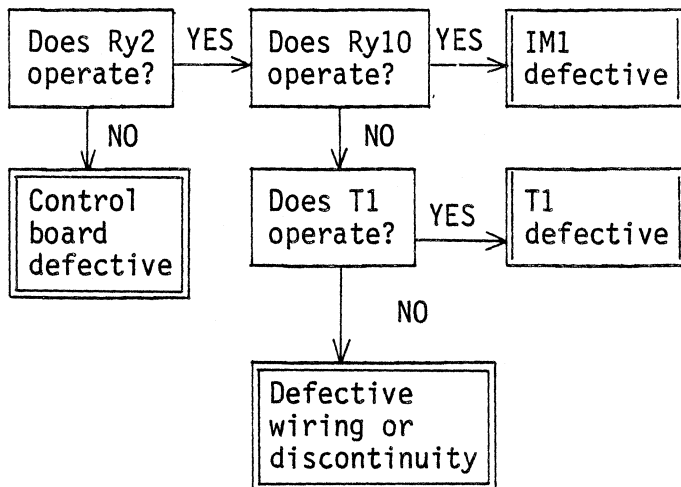 Does Ry2
operate?
YES
Does Ry10
operate?
YES
IM1
defective
NO
NO
Control
board
defective
Does T1
operate?
YES
T1
defective
NO
Defective
wiring or
discontinuity